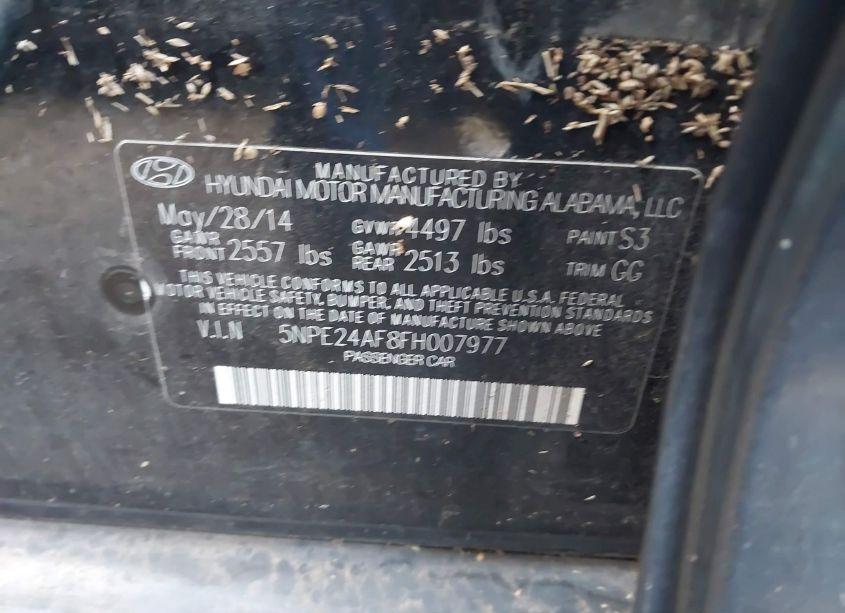 MANUFACTURED BY
HYUNDAI MOTOR MANUFACTURING ALABAMA, LLC
May/28/14 GVWR 4497 lbs PAINT S3
GAWR FRONT 2557 lbs GAWR REAR 2513 lbs TRIM GG
THIS VEHICLE CONFORMS TO ALL APPLICABLE U.S.A. FEDERAL
MOTOR VEHICLE SAFETY, BUMPER, AND THEFT PREVENTION STANDARDS
IN EFFECT ON THE DATE OF MANUFACTURE SHOWN ABOVE.
V.I.N 5NPE24AF8FH007977
PASSENGER CAR